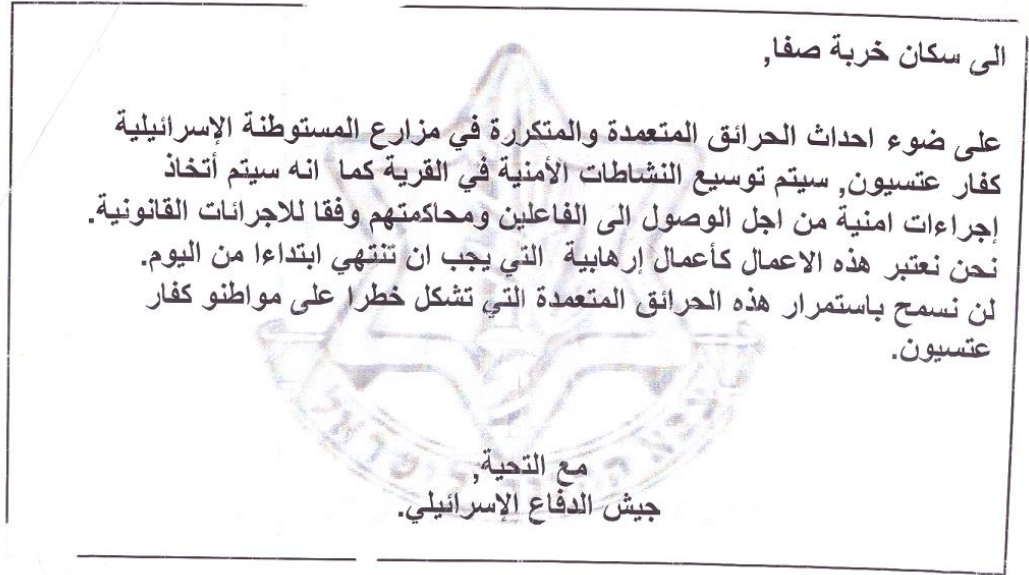 الى سكان خربة صفا,
على ضوء احداث الحرائق المتعمدة والمتكررة في مزارع المستوطنة الإسرائيلية
كفار عتسيون, سيتم توسيع النشاطات الأمنية في القرية كما انه سيتم أتخاذ
إجراءات امنية من اجل الوصول الى الفاعلين ومحاكمتهم وفقا للاجرائات القانونية.
نحن نعتبر هذه الاعمال كأعمال إرهابية التي يجب ان تنتهي ابتداءا من اليوم.
لن نسمح باستمرار هذه الحرائق المتعمدة التي تشكل خطرا على مواطنو كفار
عتسيون.
مع التحية,
جيش الدفاع الإسرائيلي.